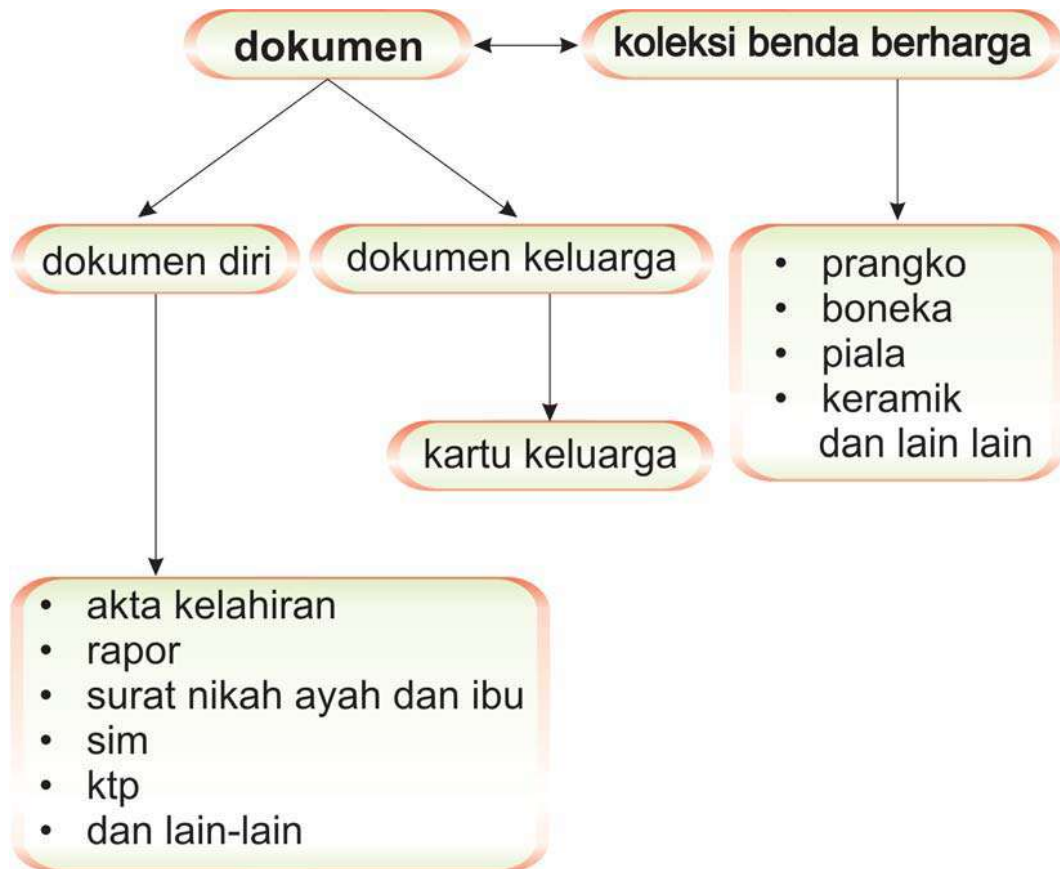 dokumen
koleksi benda berharga
dokumen diri
dokumen keluarga
• prangko
• boneka
• piala
• keramik
dan lain lain
kartu keluarga
• akta kelahiran
• rapor
• surat nikah ayah dan ibu
• sim
• ktp
• dan lain-lain